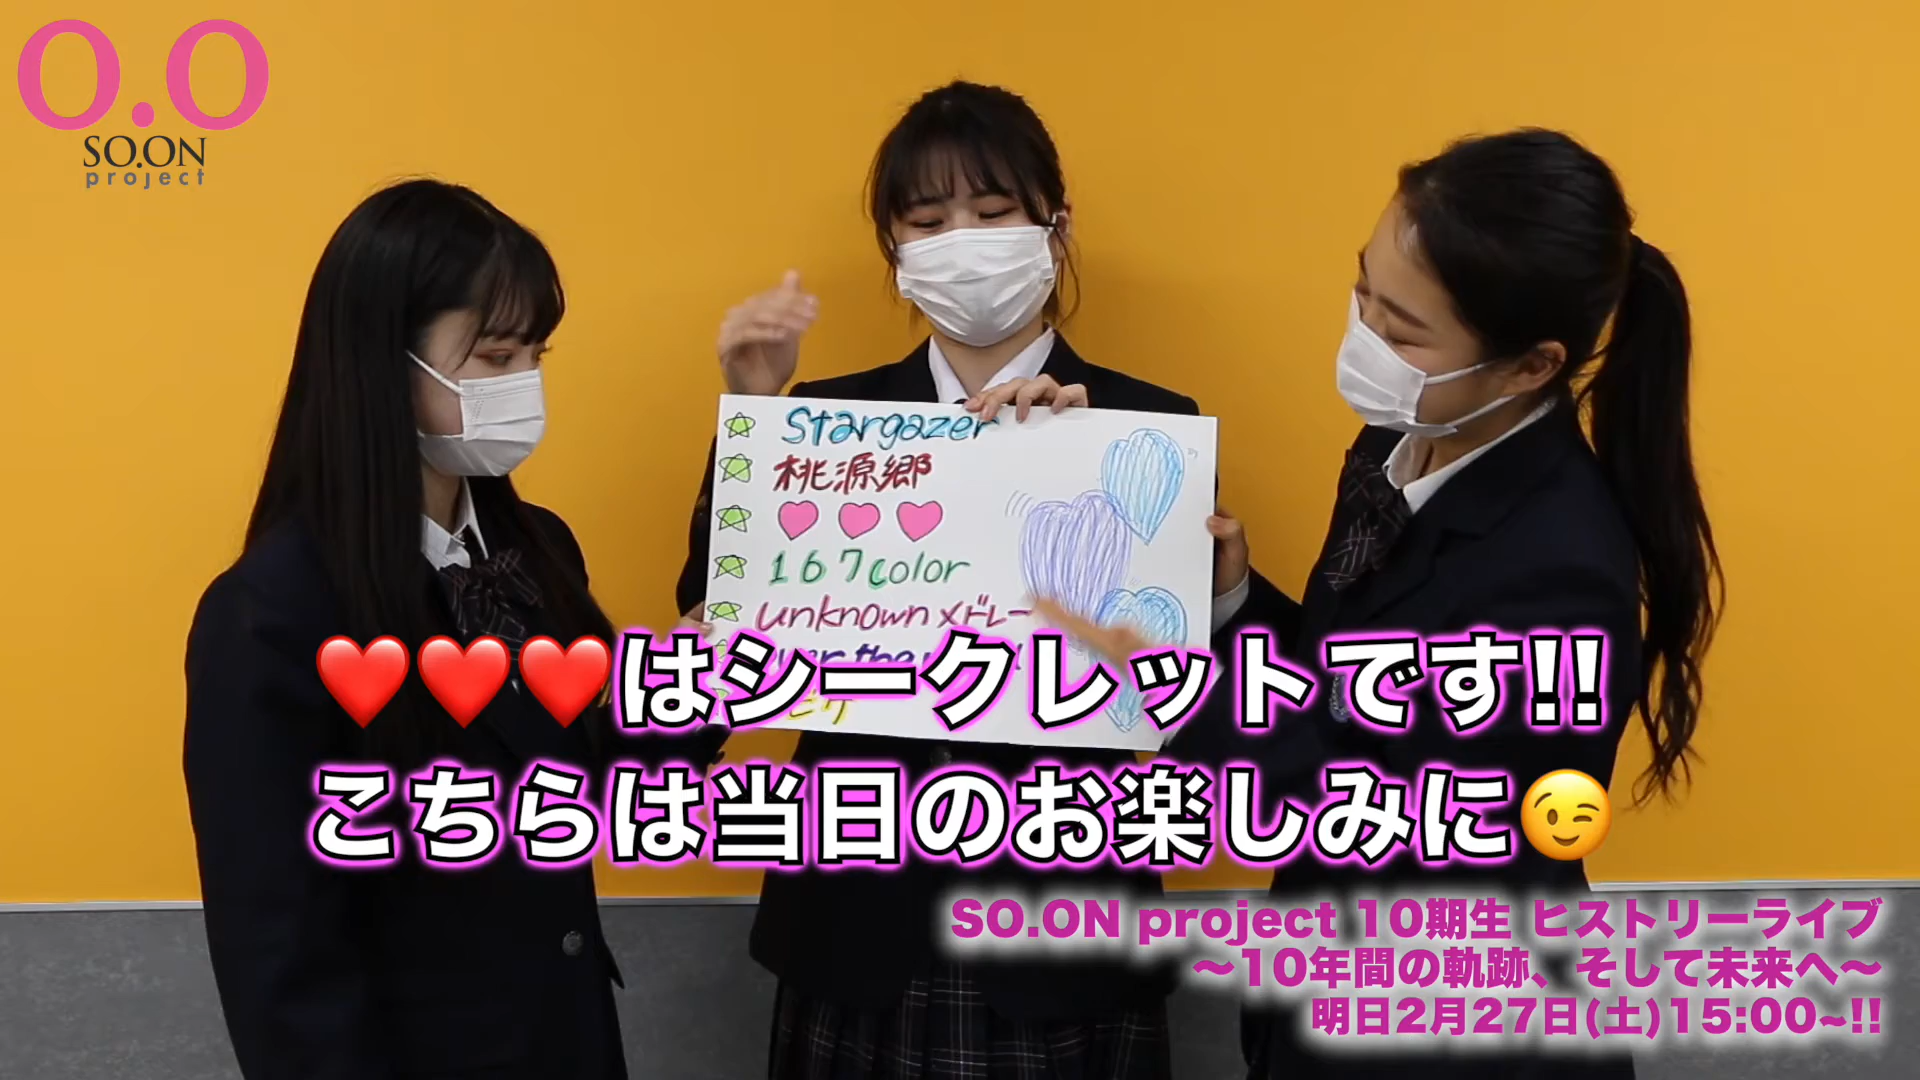 O.O
SO.ON
project
Stargazer
桃源郷
♥♥♥
167color
unknownメドレー
over the
❤️❤️❤️はシークレットです!!
こちらは当日のお楽しみに😉
SO.ON project 10期生 ヒストリーライブ
〜10年間の軌跡、そして未来へ〜
明日2月27日(土)15:00~!!